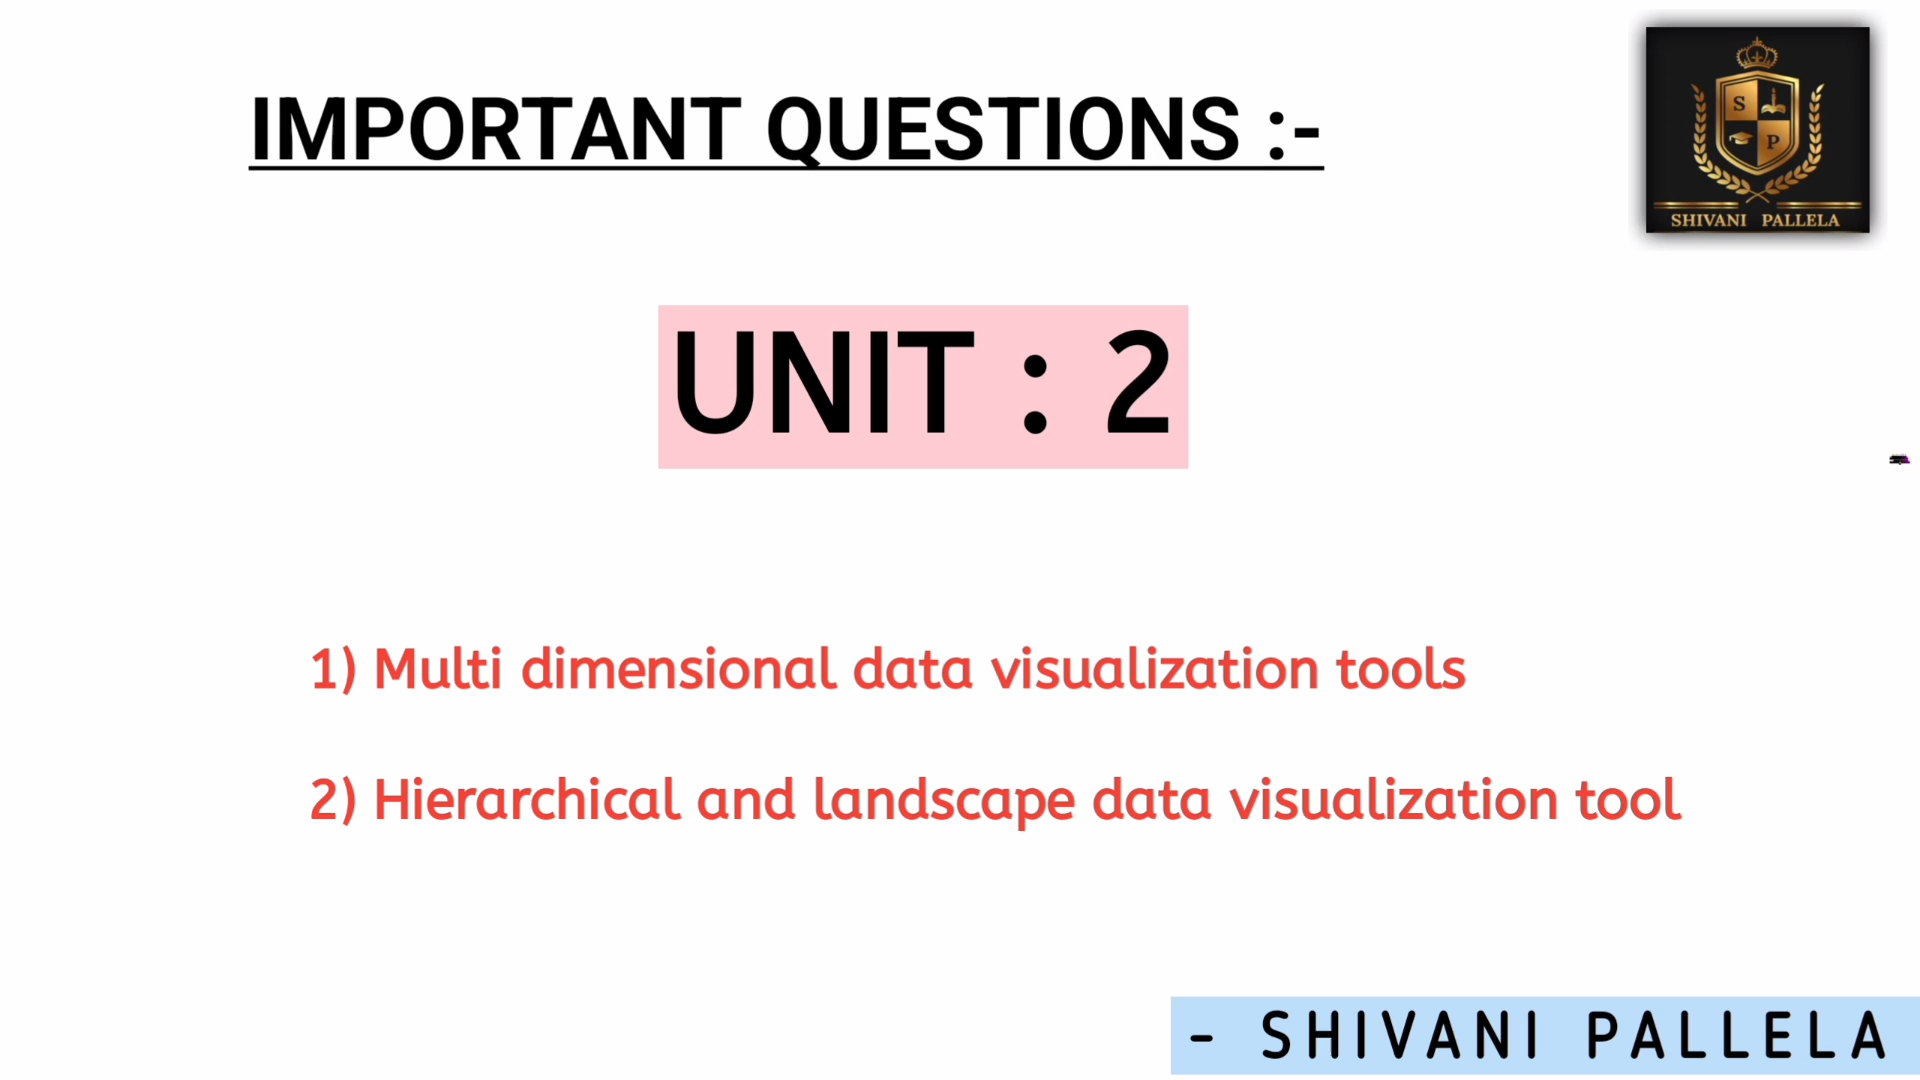 IMPORTANT QUESTIONS :-
S
P
SHIVANI PALLELA
UNIT : 2
1) Multi dimensional data visualization tools
2) Hierarchical and landscape data visualization tool
- SHIVANI PALLELA